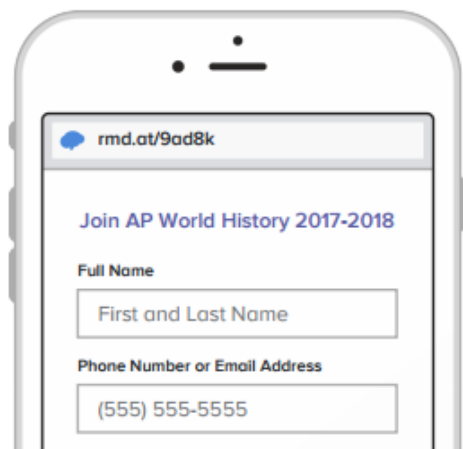 rmd.at/9ad8k
Join AP World History 2017-2018
Full Name
First and Last Name
Phone Number or Email Address
(555) 555-5555